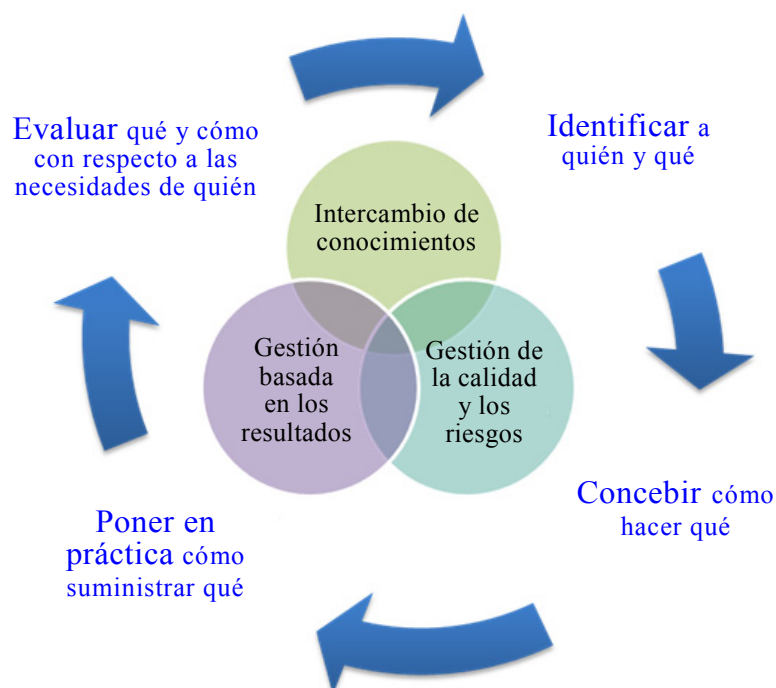 Evaluar qué y cómo
con respecto a las
necesidades de quién
Identificar a
quién y qué
Intercambio de
conocimientos
Gestión
basada
en los
resultados
Gestión de
la calidad
y los
riesgos
Concebir cómo
hacer qué
Poner en
práctica cómo
suministrar qué